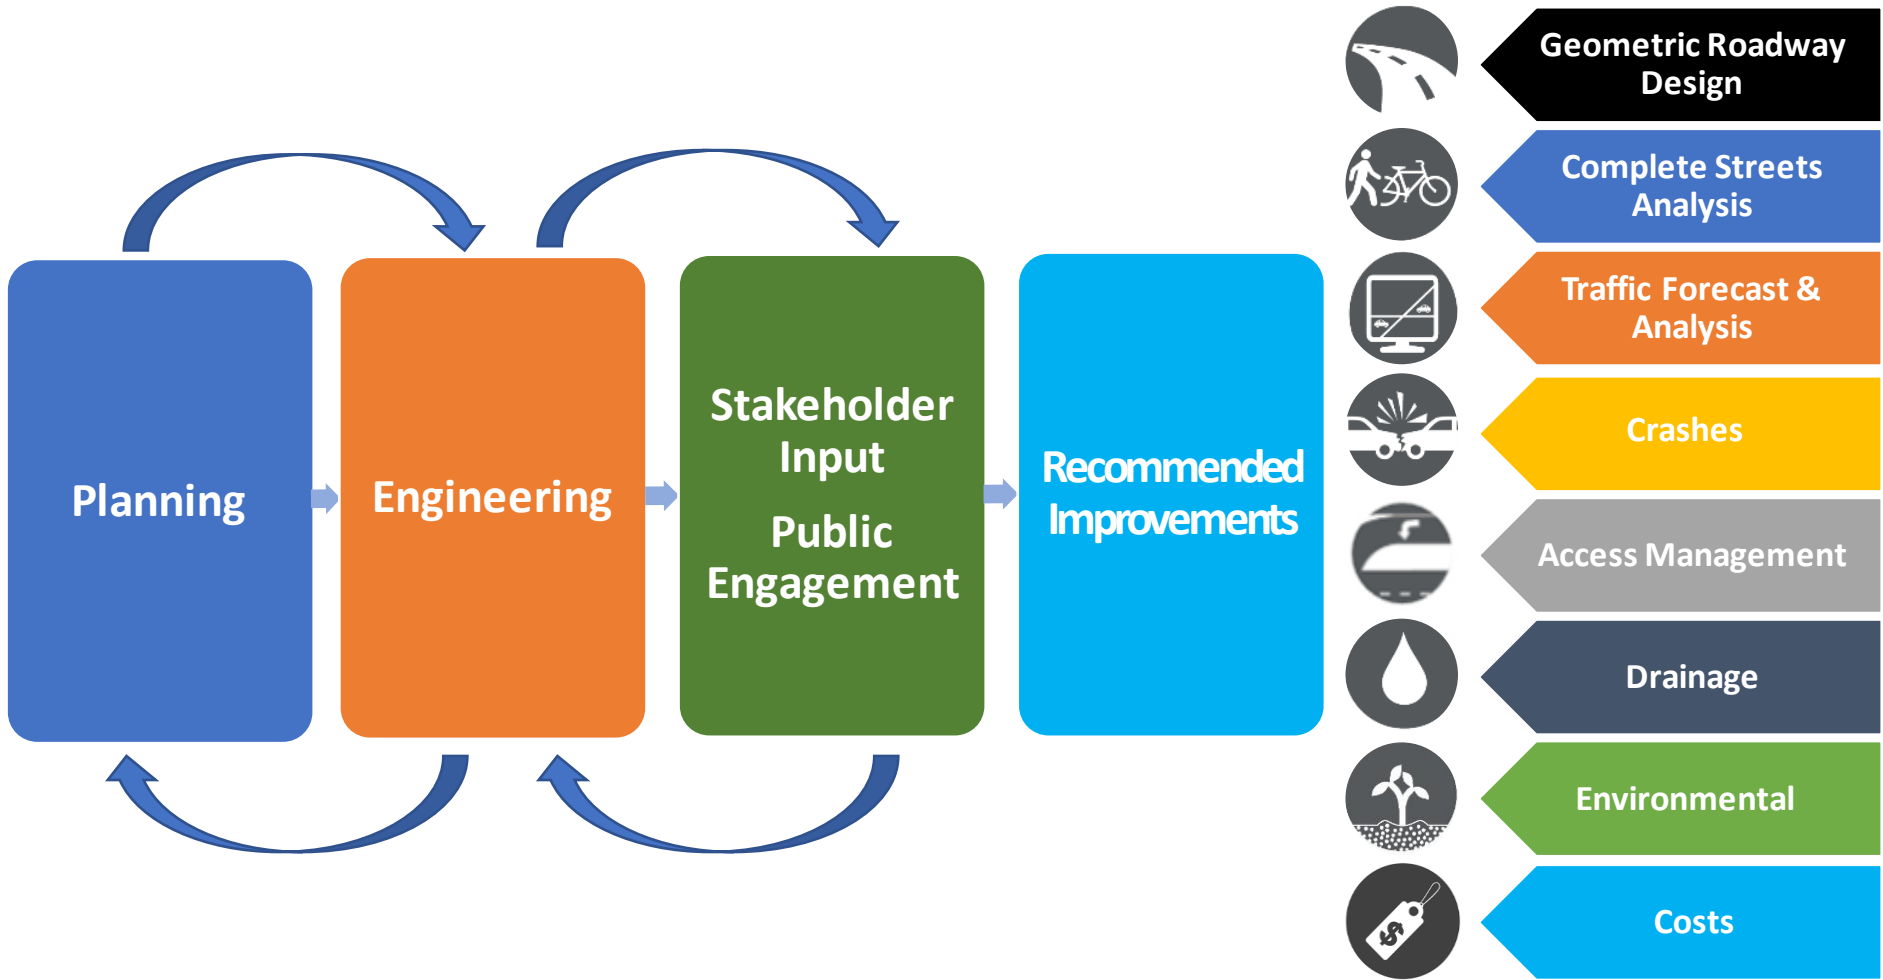 Planning
Engineering
Stakeholder
Input
Public
Engagement
Recommended
Improvements
Geometric Roadway
Design
Complete Streets
Analysis
Traffic Forecast &
Analysis
Crashes
Access Management
Drainage
Environmental
Costs
$